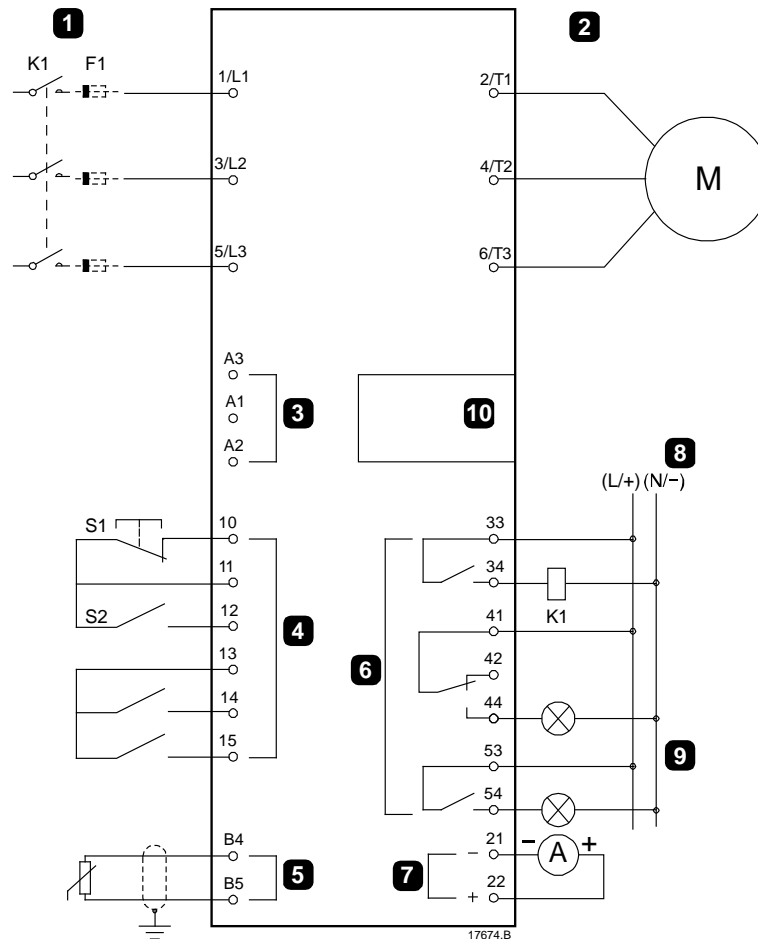 1
2
K1 F1
1/L1
2/T1
3/L2
4/T2
M
5/L3
6/T3
A3
A1
3
10
A2
8
(L/+) (N/−)
S1
10
33
11
34
K1
S2
12
4
41
13
6
42
14
44
15
53
9
54
B4
21
− A +
5
7
−
B5
22
+
17674.B